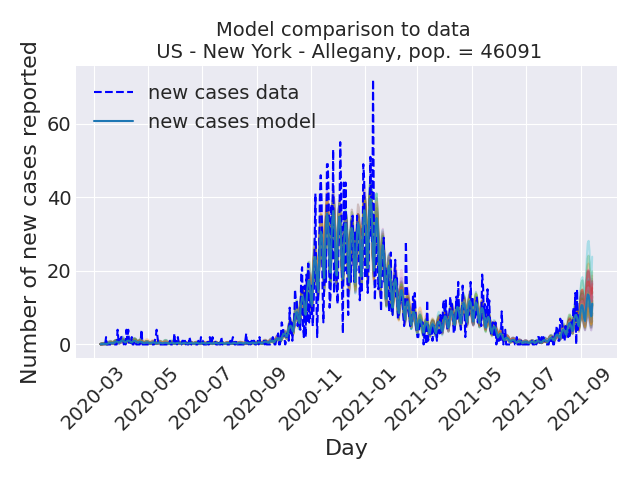 Model comparison to data
US - New York - Allegany, pop. = 46091
Number of new cases reported
60
40
20
0
new cases data
new cases model
2020-03
2020-05
2020-07
2020-09
2020-11
2021-01
2021-03
2021-05
2021-07
2021-09
Day